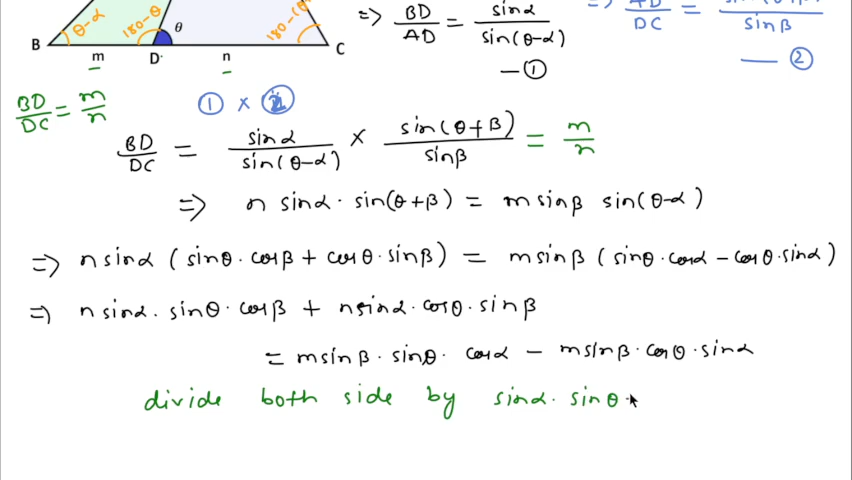 θ-α 180-θ θ 180-(θ
B D C
m n
⇒ BD/AD = sinα/sin(θ-α) —①
sinβ
DC
— ②
BD/DC = m/n
① × ②
BD/DC = sinα/sin(θ-α) × sin(θ+β)/sinβ = m/n
⇒ n sinα· sin(θ+β) = m sinβ sin(θ-α)
⇒ n sinα (sinθ· cosβ + cosθ· sinβ) = m sinβ (sinθ· cosα - cosθ· sinα)
⇒ n sinα· sinθ· cosβ + n sinα· cosθ· sinβ
= m sinβ· sinθ· cosα - m sinβ· cosθ· sinα
divide both side by sinα· sinθ·